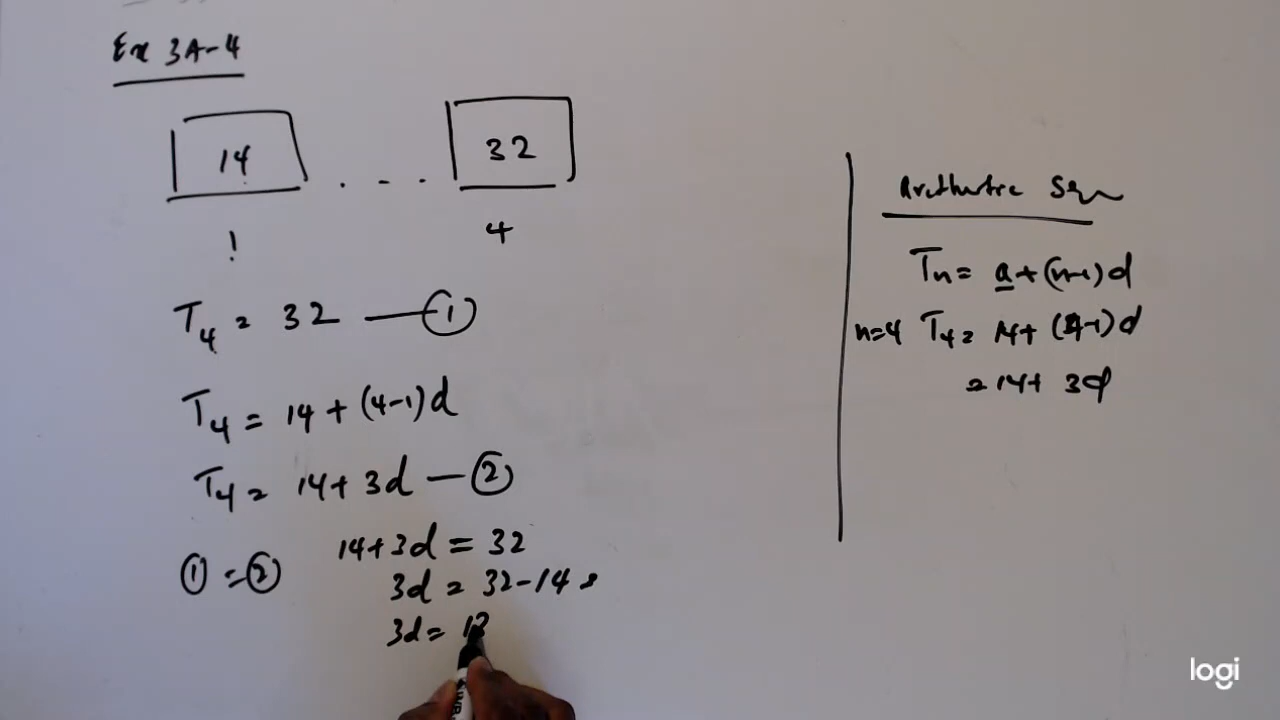 Ex 3A-4
14 . - - . 32
! 4
T4 = 32 — ①
T4 = 14 + (4-1)d
T4 = 14 + 3d — ②
① = ② 14+3d = 32
3d = 32-14
3d = 18
Tn = a+(n-1)d
n=4 T4 = 14+ (4-1)d
= 14+ 3d
logi